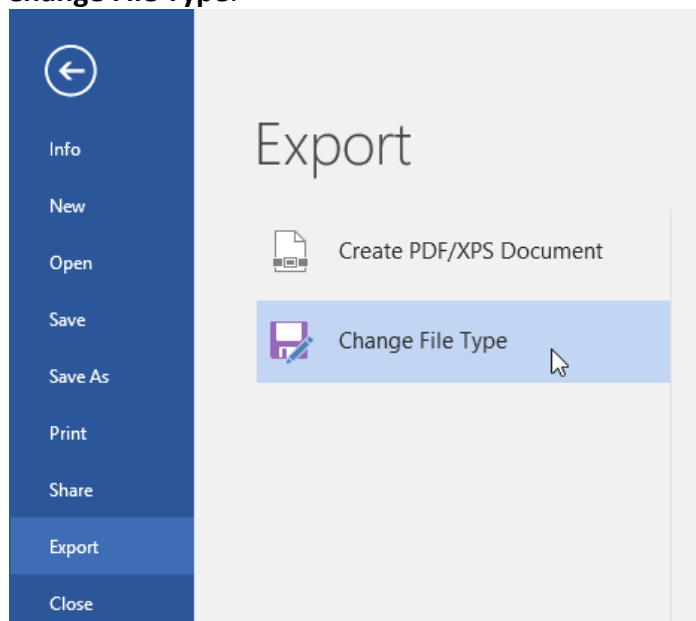 Change File Type.
Info
New
Open
Save
Save As
Print
Share
Export
Close
Export
Create PDF/XPS Document
Change File Type